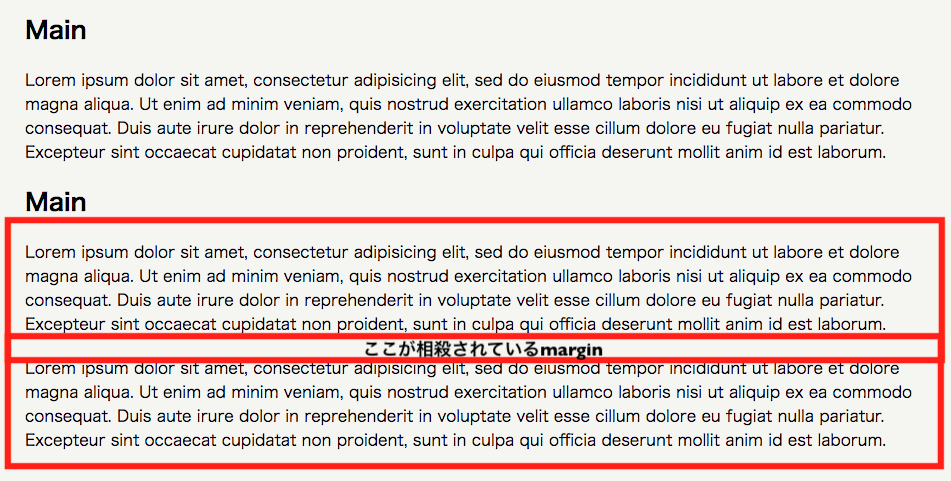 Main
Lorem ipsum dolor sit amet, consectetur adipisicing elit, sed do eiusmod tempor incididunt ut labore et dolore
magna aliqua. Ut enim ad minim veniam, quis nostrud exercitation ullamco laboris nisi ut aliquip ex ea commodo
consequat. Duis aute irure dolor in reprehenderit in voluptate velit esse cillum dolore eu fugiat nulla pariatur.
Excepteur sint occaecat cupidatat non proident, sunt in culpa qui officia deserunt mollit anim id est laborum.
Main
Lorem ipsum dolor sit amet, consectetur adipisicing elit, sed do eiusmod tempor incididunt ut labore et dolore
magna aliqua. Ut enim ad minim veniam, quis nostrud exercitation ullamco laboris nisi ut aliquip ex ea commodo
consequat. Duis aute irure dolor in reprehenderit in voluptate velit esse cillum dolore eu fugiat nulla pariatur.
Excepteur sint occaecat cupidatat non proident, sunt in culpa qui officia deserunt mollit anim id est laborum.
ここが相殺されているmargin
Lorem ipsum dolor sit amet, consectetur adipisicing elit, sed do eiusmod tempor incididunt ut labore et dolore
magna aliqua. Ut enim ad minim veniam, quis nostrud exercitation ullamco laboris nisi ut aliquip ex ea commodo
consequat. Duis aute irure dolor in reprehenderit in voluptate velit esse cillum dolore eu fugiat nulla pariatur.
Excepteur sint occaecat cupidatat non proident, sunt in culpa qui officia deserunt mollit anim id est laborum.